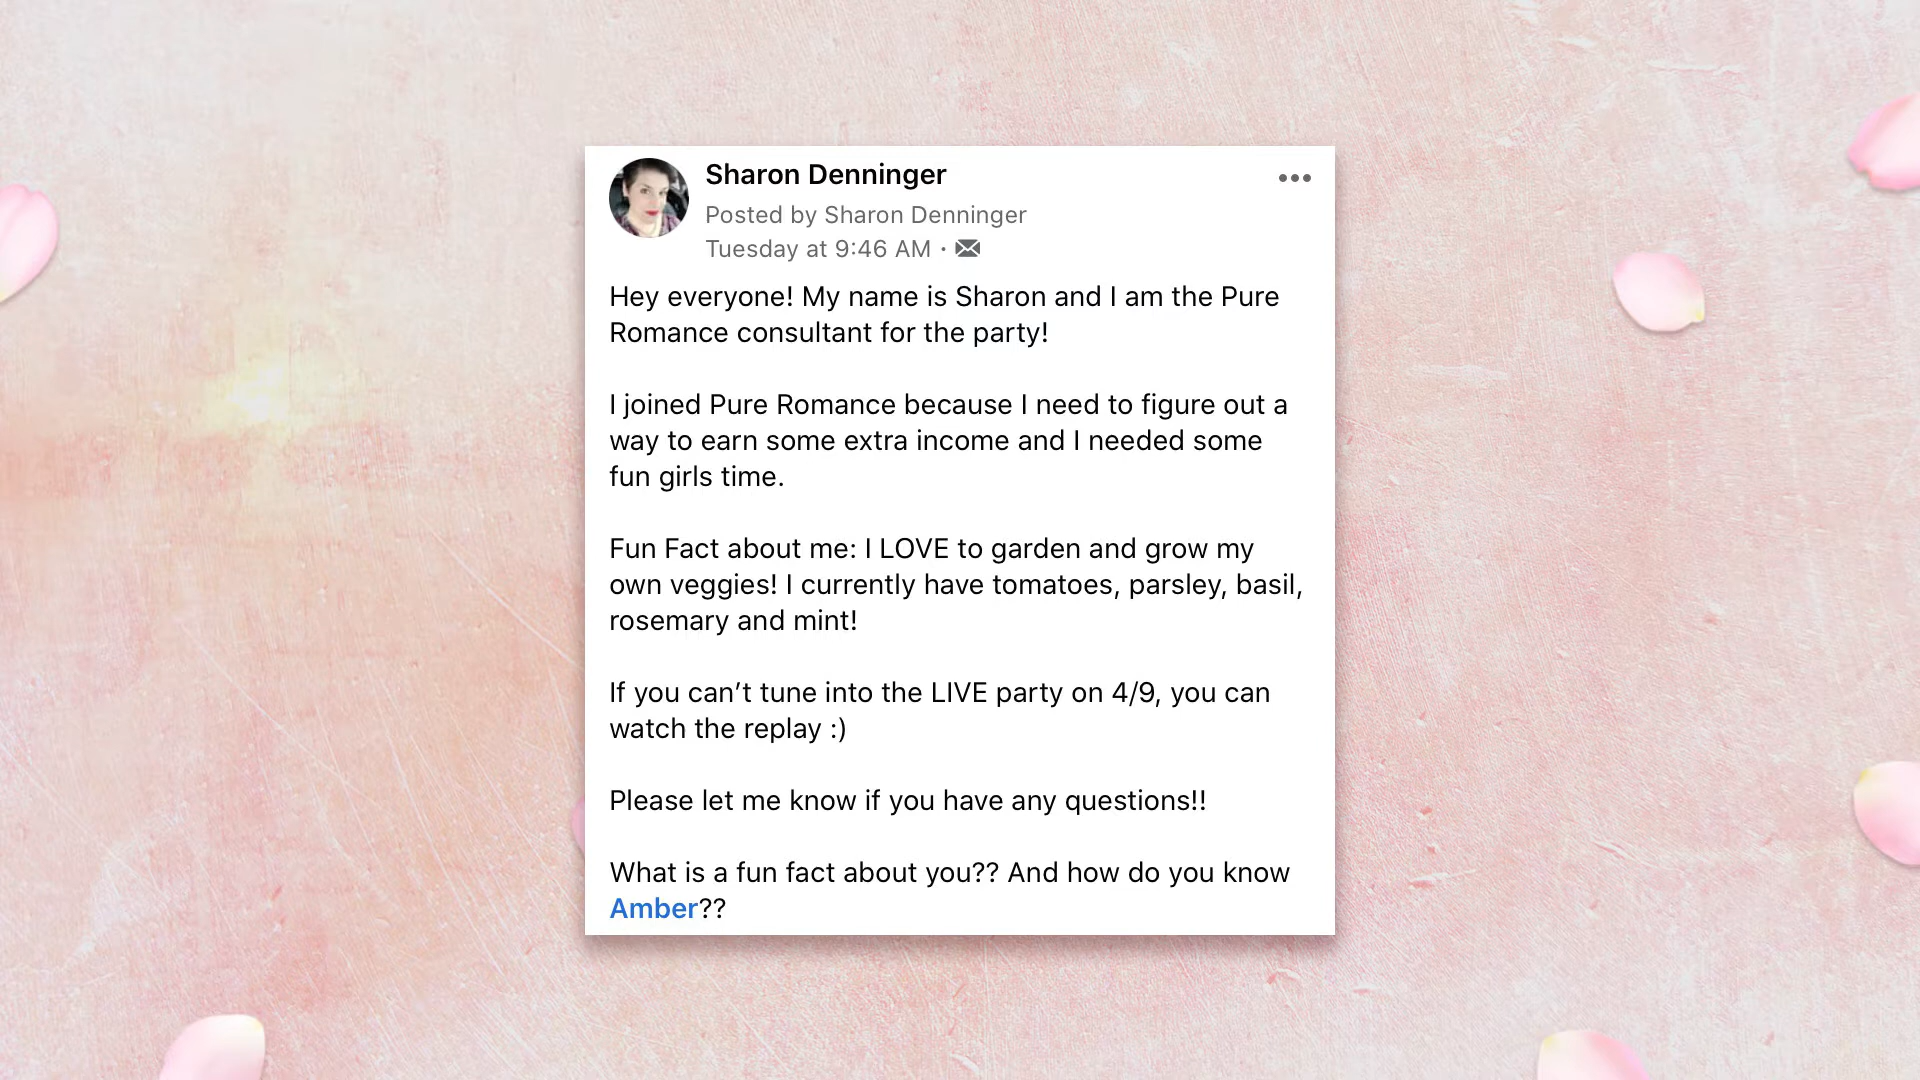 Sharon Denninger
Posted by Sharon Denninger
Tuesday at 9:46 AM ·
Hey everyone! My name is Sharon and I am the Pure
Romance consultant for the party!
I joined Pure Romance because I need to figure out a
way to earn some extra income and I needed some
fun girls time.
Fun Fact about me: I LOVE to garden and grow my
own veggies! I currently have tomatoes, parsley, basil,
rosemary and mint!
If you can’t tune into the LIVE party on 4/9, you can
watch the replay :)
Please let me know if you have any questions!!
What is a fun fact about you?? And how do you know
Amber??